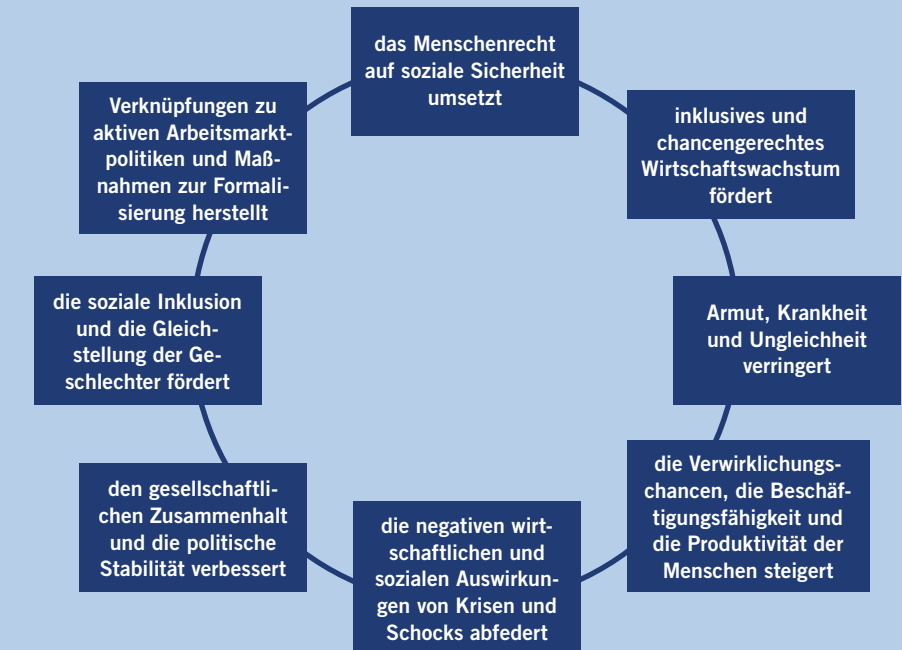 das Menschenrecht
auf soziale Sicherheit
umsetzt
inklusives und
chancengerechtes
Wirtschaftswachstum
fördert
Armut, Krankheit
und Ungleichheit
verringert
die Verwirklichungs-
chancen, die Beschäf-
tigungsfähigkeit und
die Produktivität der
Menschen steigert
die negativen wirt-
schaftlichen und
sozialen Auswirkun-
gen von Krisen und
Schocks abfedert
den gesellschaftli-
chen Zusammenhalt
und die politische
Stabilität verbessert
die soziale Inklusion
und die Gleich-
stellung der Ge-
schlechter fördert
Verknüpfungen zu
aktiven Arbeitsmarkt-
politiken und Maß-
nahmen zur Formali-
sierung herstellt